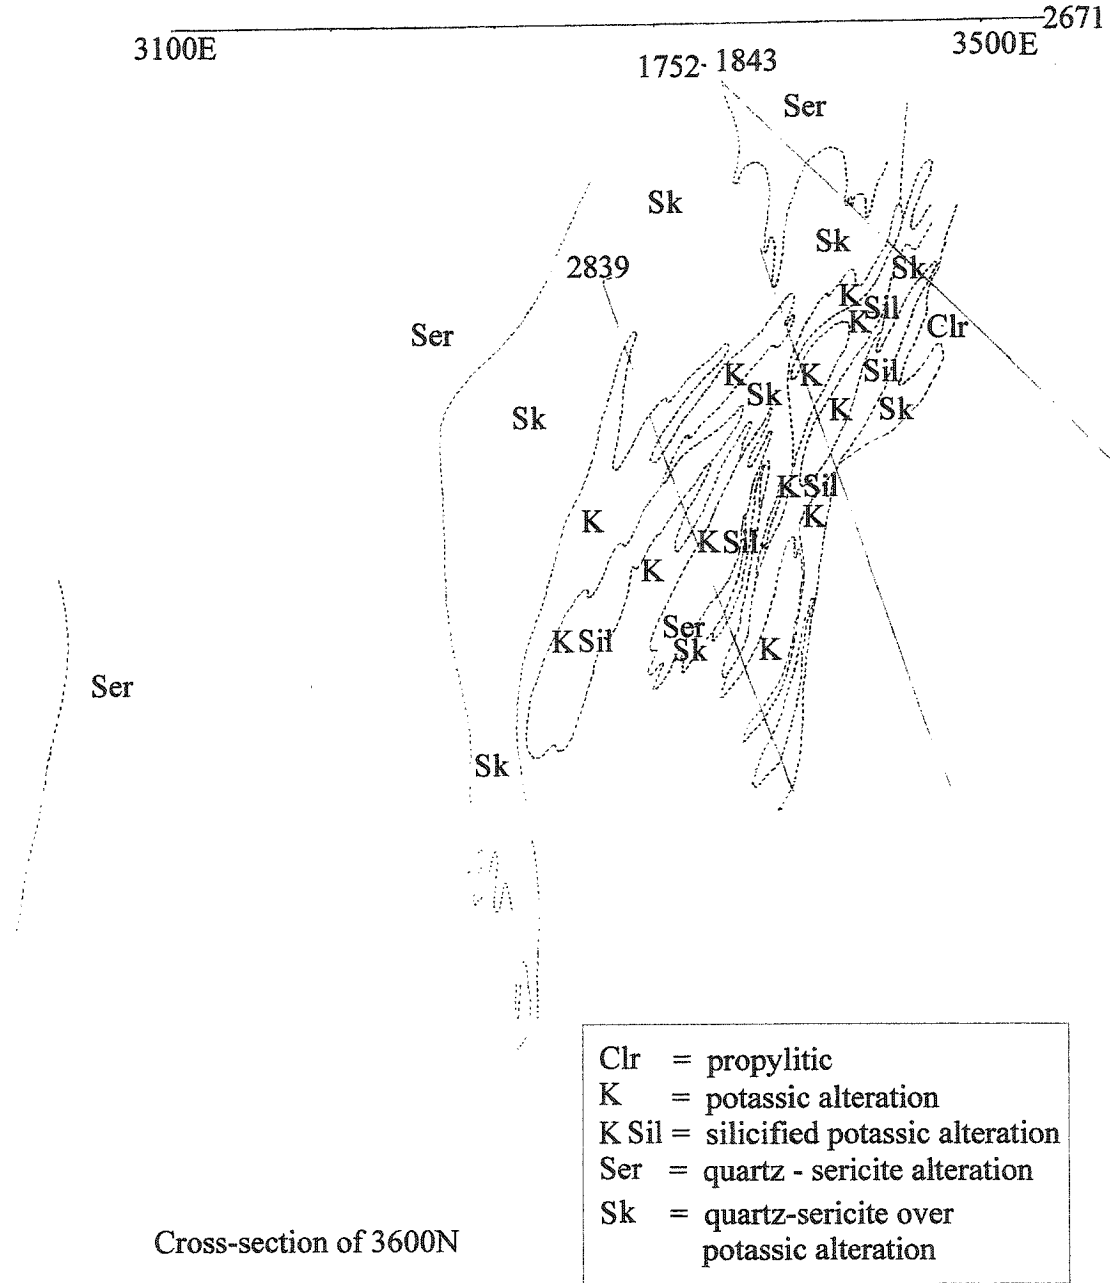 2671
3100E 3500E
1752- 1843
Ser
Sk
Sk
2839
Sk
K Sil
K
Ser
Clr
K
K
Sil
Sk
Sk
K
Sk
K Sil
K
K
K Sil
K
Ser
K Sil
Sk
K
Ser
Sk
Clr = propylitic
K = potassic alteration
K Sil = silicified potassic alteration
Ser = quartz - sericite alteration
Sk = quartz-sericite over
potassic alteration
Cross-section of 3600N